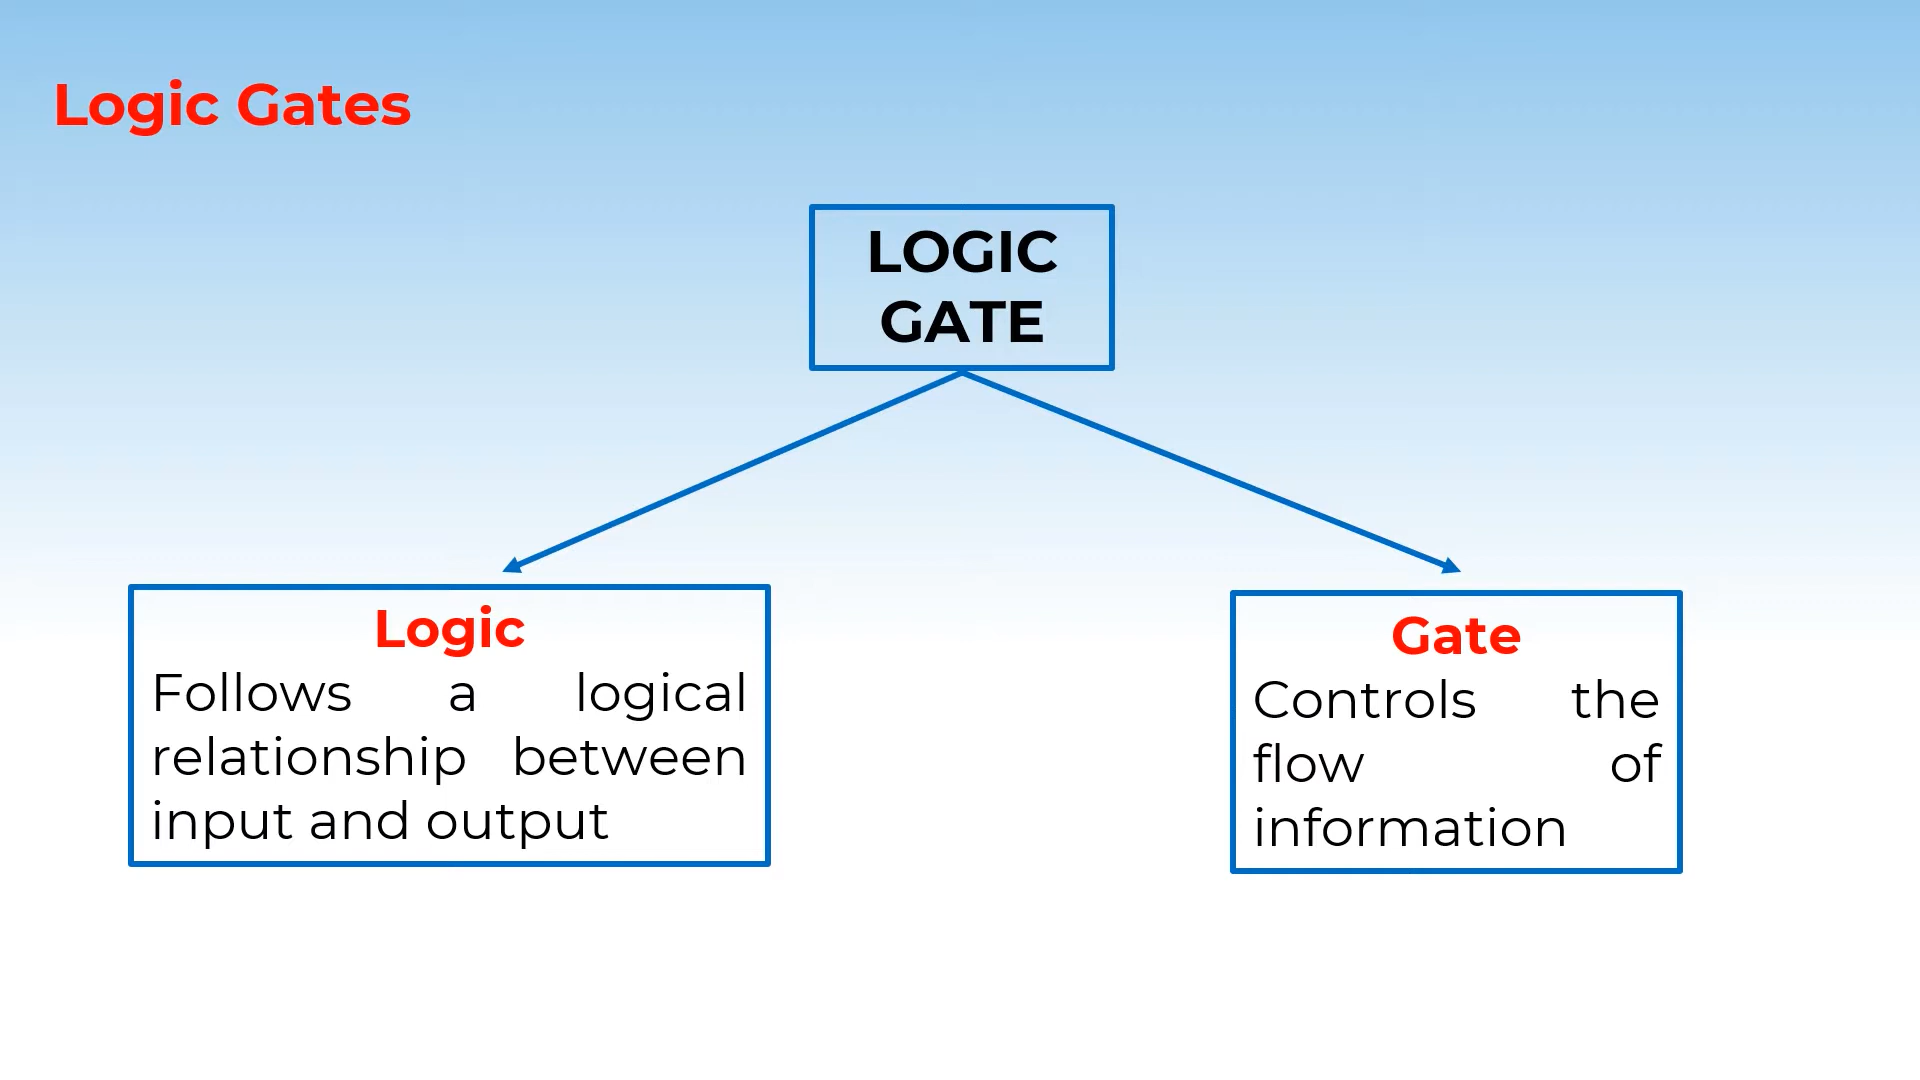 Logic Gates
LOGIC
GATE
Logic
Follows a logical
relationship between
input and output
Gate
Controls the
flow of
information